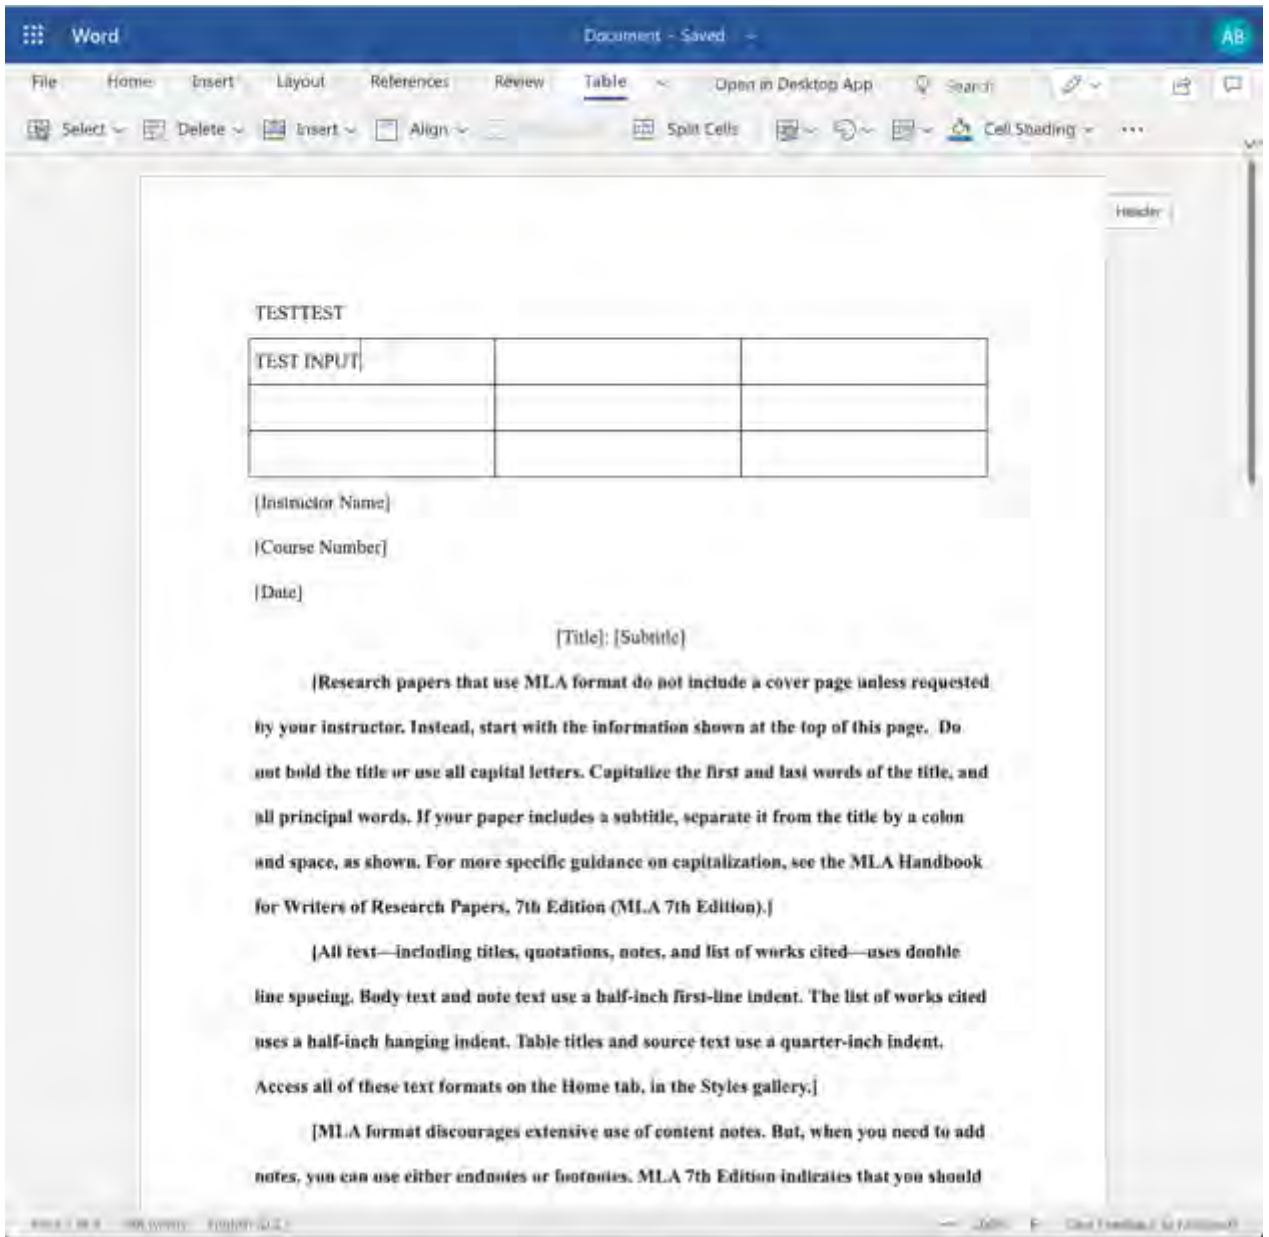 Word
Document - Saved
AB
File Home Insert Layout References Review Table Open in Desktop App Search
Select Delete Insert Align Split Cells Cell Shading
Header
TESTTEST
TEST INPUT
[Instructor Name]
[Course Number]
[Date]
[Title]: [Subtitle]
[Research papers that use MLA format do not include a cover page unless requested
by your instructor. Instead, start with the information shown at the top of this page. Do
not bold the title or use all capital letters. Capitalize the first and last words of the title, and
all principal words. If your paper includes a subtitle, separate it from the title by a colon
and space, as shown. For more specific guidance on capitalization, see the MLA Handbook
for Writers of Research Papers, 7th Edition (MLA 7th Edition).]
[All text—including titles, quotations, notes, and list of works cited—uses double
line spacing. Body text and note text use a half-inch first-line indent. The list of works cited
uses a half-inch hanging indent. Table titles and source text use a quarter-inch indent.
Access all of these text formats on the Home tab, in the Styles gallery.]
[MLA format discourages extensive use of content notes. But, when you need to add
notes, you can use either endnotes or footnotes. MLA 7th Edition indicates that you should